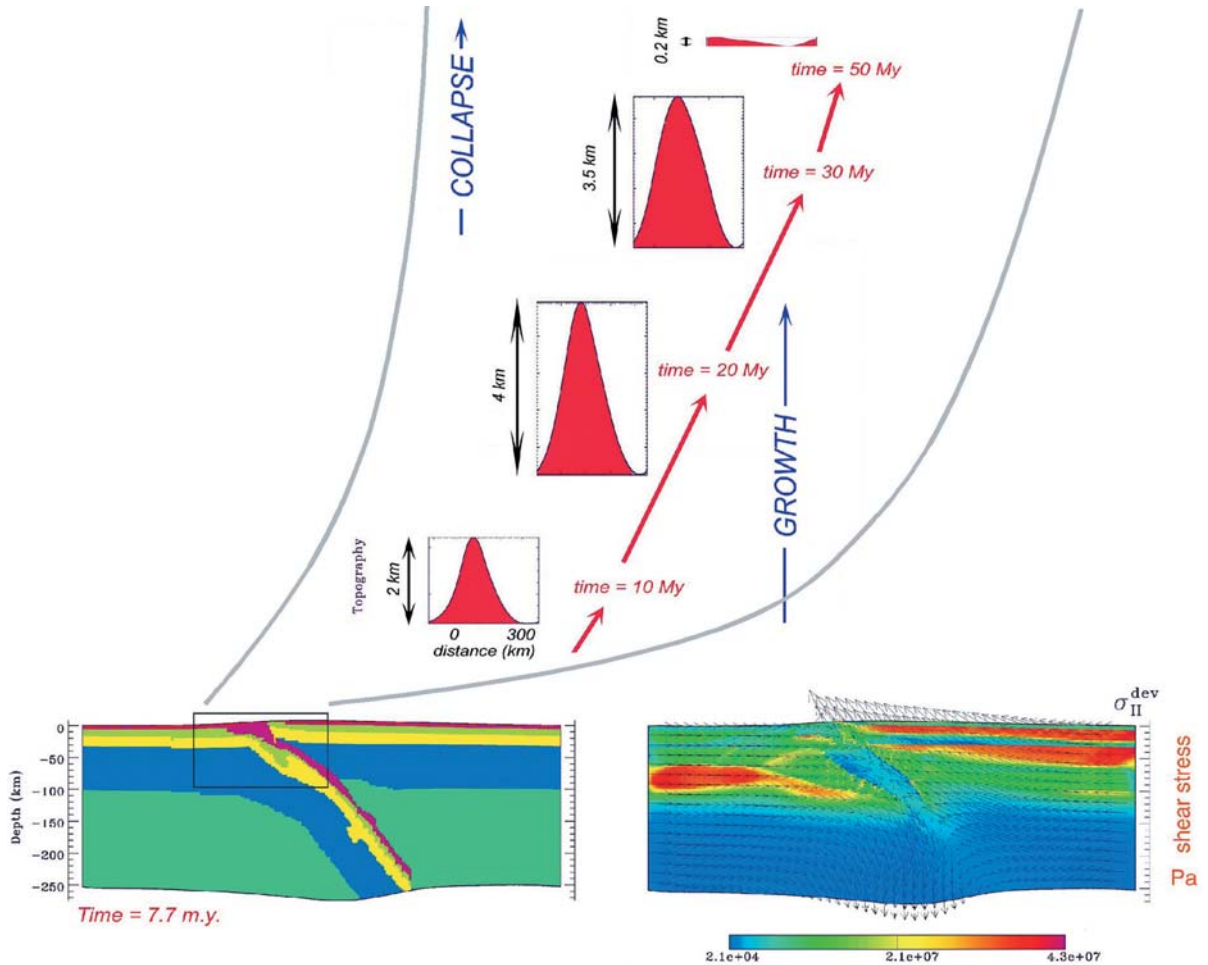 0.2 km
time = 50 My
COLLAPSE
3.5 km
time = 30 My
4 km
time = 20 My
GROWTH
Topography
2 km
time = 10 My
0 300
distance (km)
σ II dev
Depth (km)
0
-50
-100
-150
-200
-250
shear stress
Pa
Time = 7.7 m.y.
2.1e+04 2.1e+07 4.3e+07